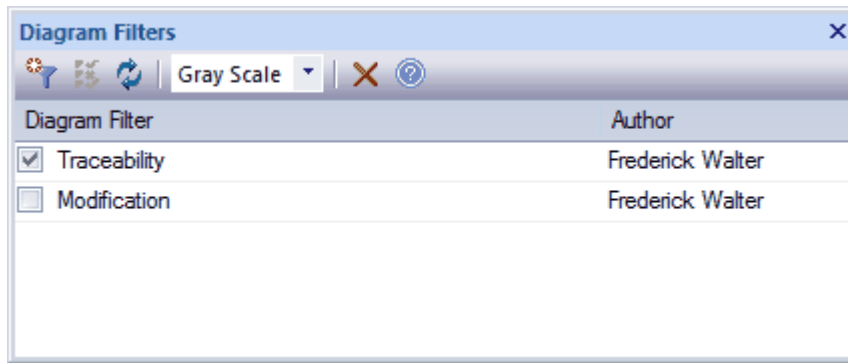 Diagram Filters
Gray Scale
Diagram Filter Author
Traceability Frederick Walter
Modification Frederick Walter